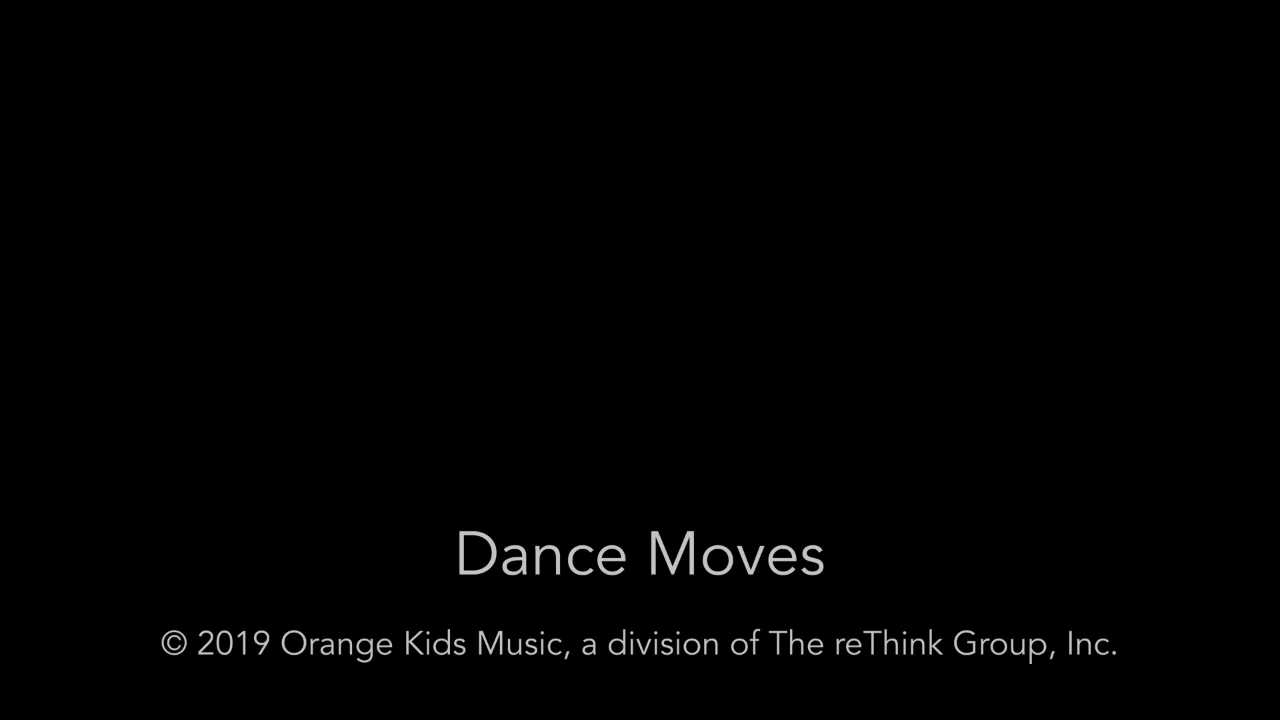 Dance Moves
© 2019 Orange Kids Music, a division of The reThink Group, Inc.